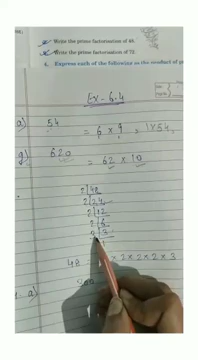 Write the prime factorisation of 48.
Write the prime factorisation of 72.
Express each of the following as the product of p
Ex - 6.4
a) 54
= 6 × 9 = 1×54,
g) 620
= 62 × 10
2 | 48
2 | 24
2 | 12
2 | 6
3
48
× 2 × 2 × 2 × 3
a)